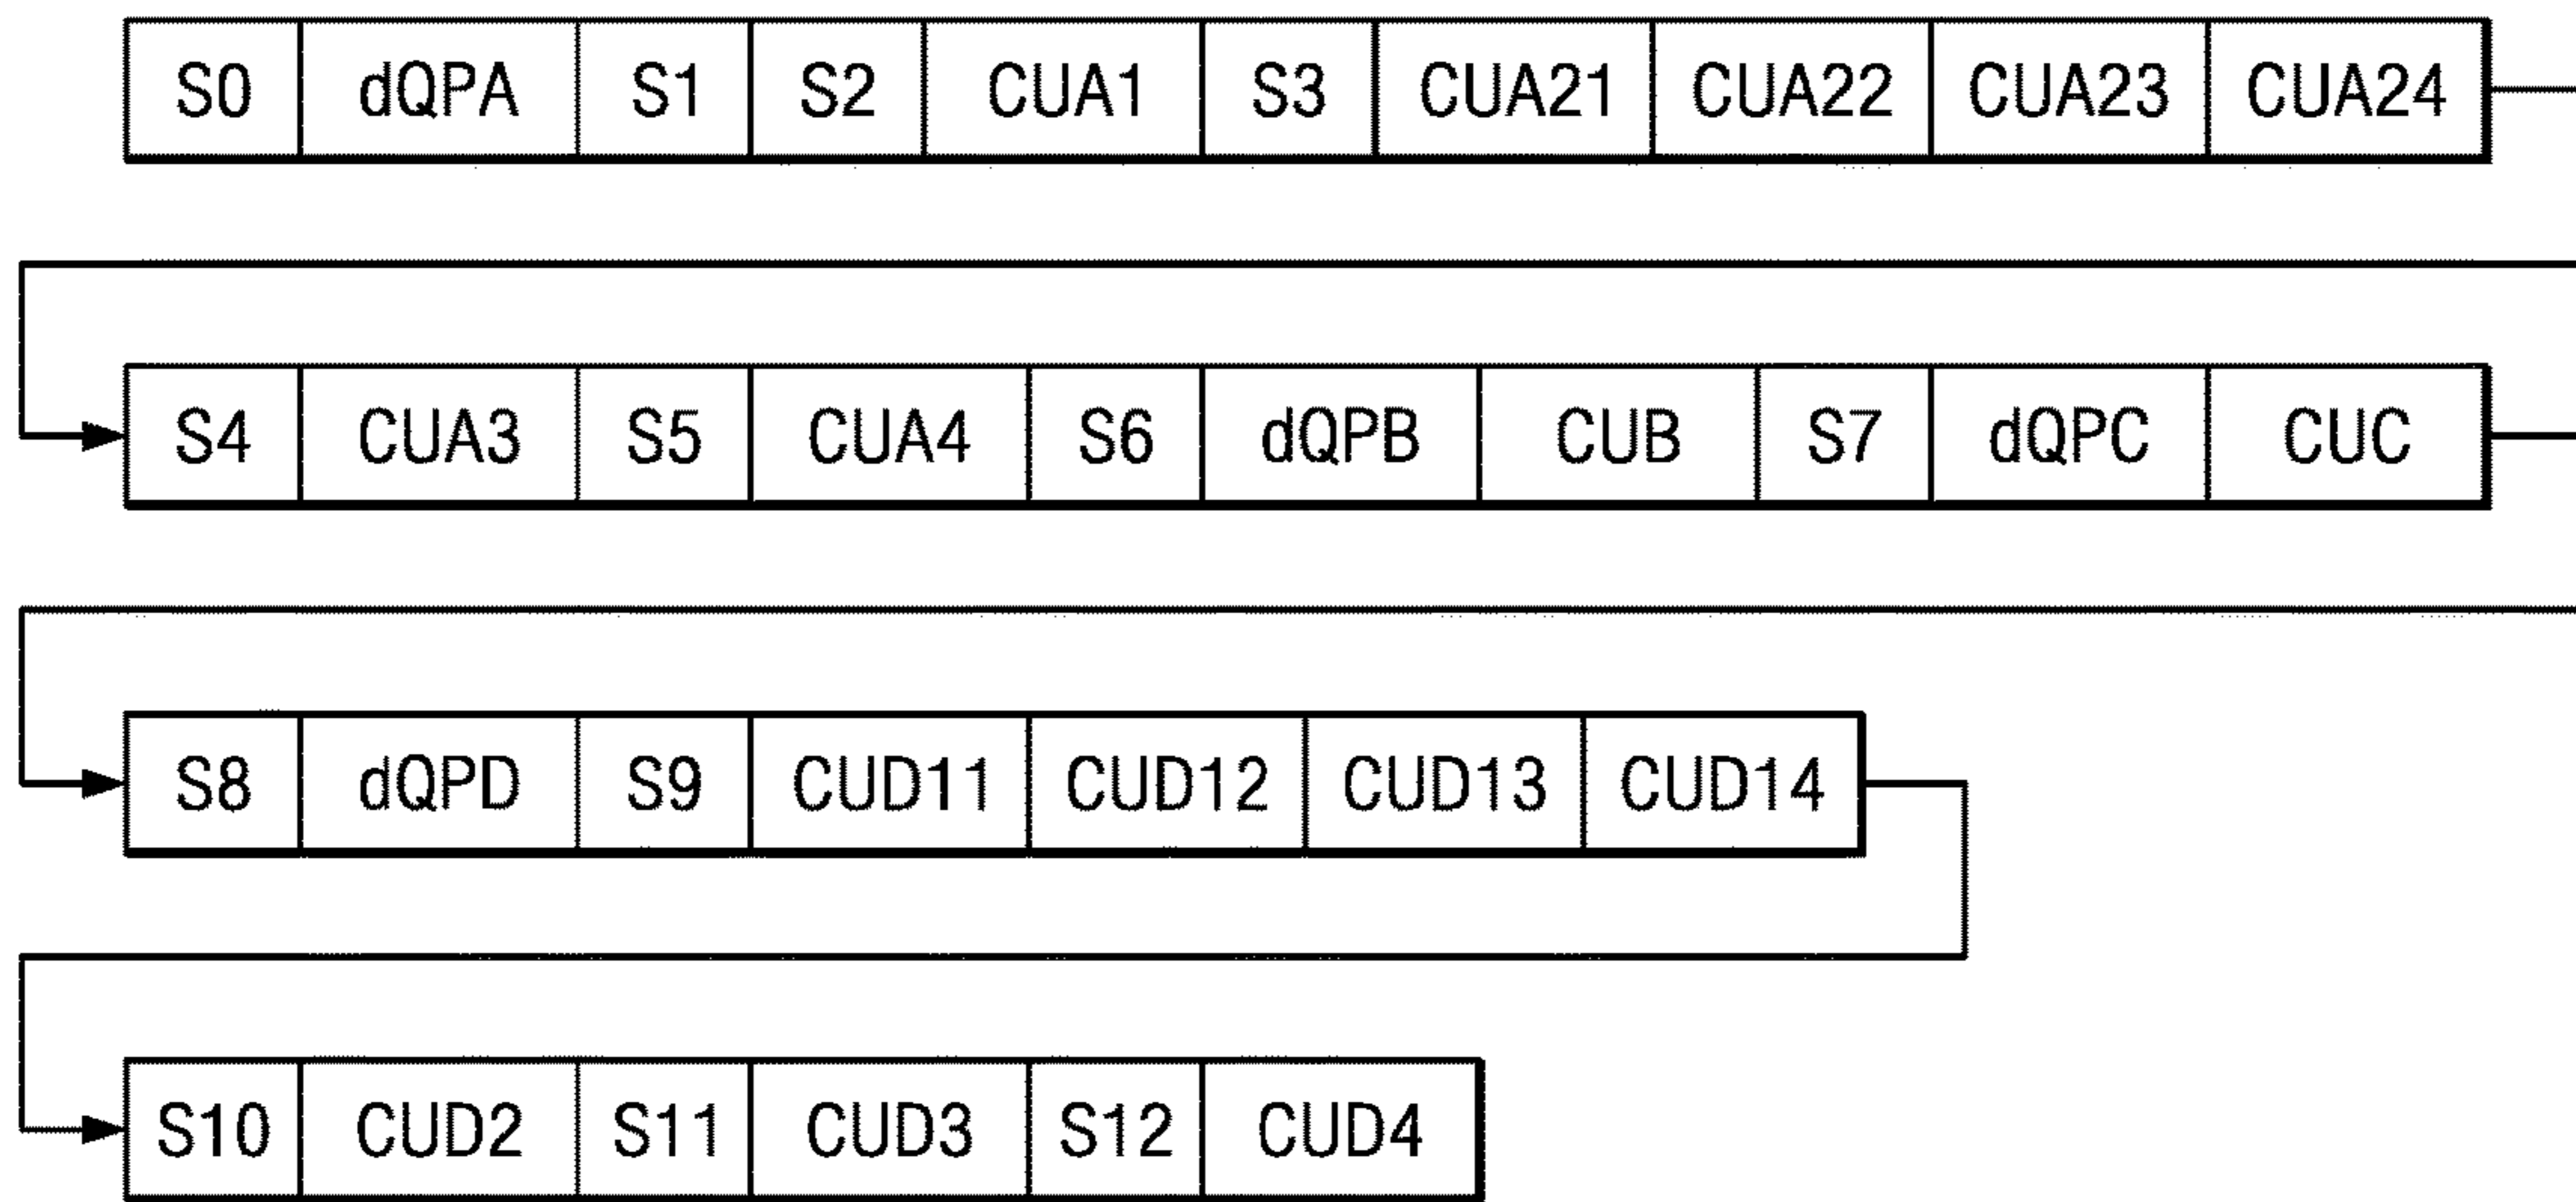 S0 dQPA S1 S2 CUA1 S3 CUA21 CUA22 CUA23 CUA24
S4 CUA3 S5 CUA4 S6 dQPB CUB S7 dQPC CUC
S8 dQPD S9 CUD11 CUD12 CUD13 CUD14
S10 CUD2 S11 CUD3 S12 CUD4